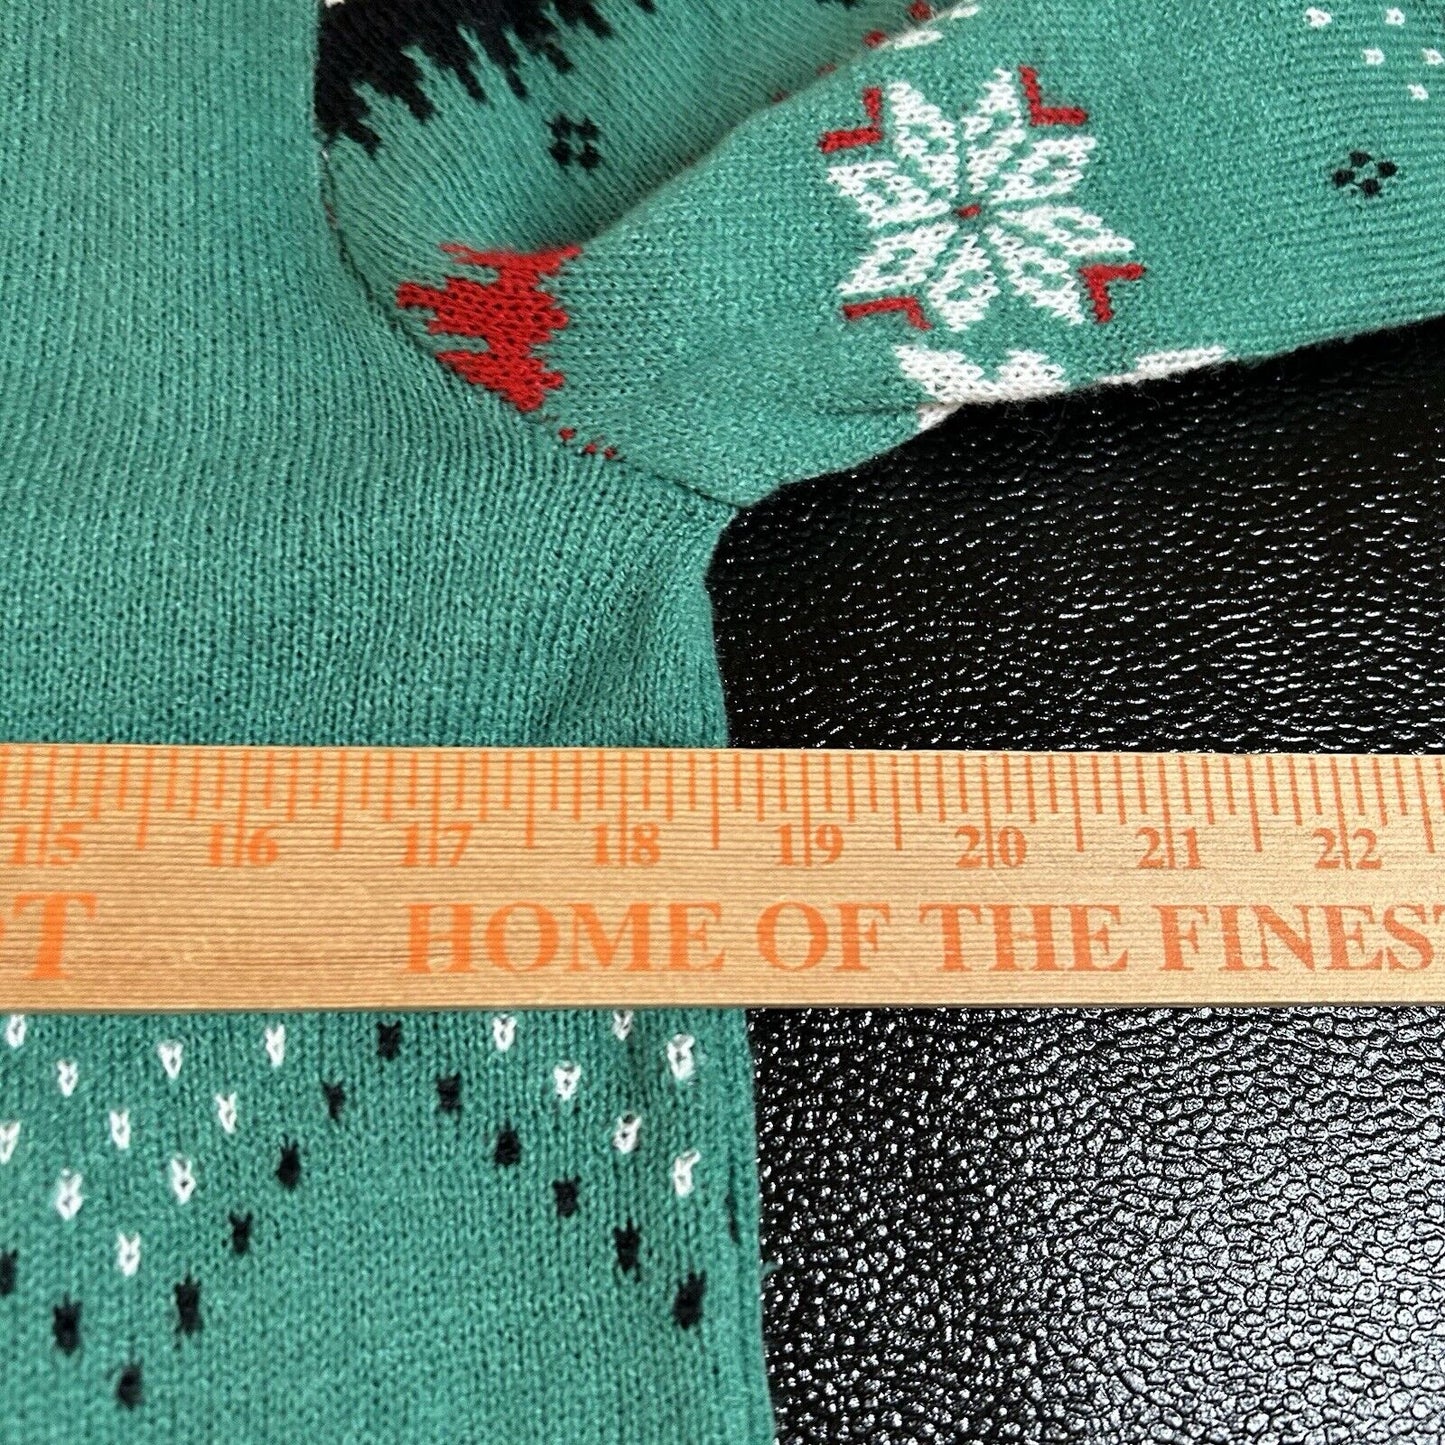 15 16 17 18 19 20 21 22
T HOME OF THE FINEST